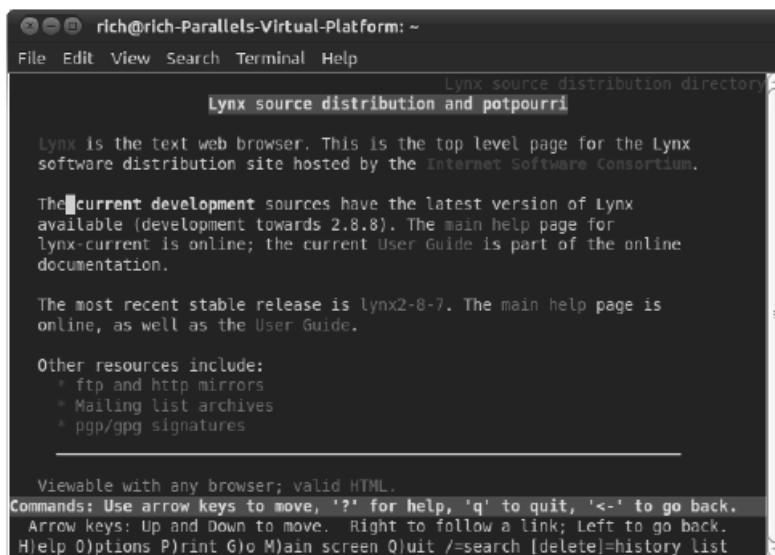 rich@rich-Parallels-Virtual-Platform: ~
File Edit View Search Terminal Help
Lynx source distribution directory
Lynx source distribution and potpourri
Lynx is the text web browser. This is the top level page for the Lynx
software distribution site hosted by the Internet Software Consortium.
The current development sources have the latest version of Lynx
available (development towards 2.8.8). The main help page for
lynx-current is online; the current User Guide is part of the online
documentation.
The most recent stable release is lynx2-8-7. The main help page is
online, as well as the User Guide.
Other resources include:
* ftp and http mirrors
* Mailing list archives
* pgp/gpg signatures
Viewable with any browser; valid HTML.
Commands: Use arrow keys to move, '?' for help, 'q' to quit, '<-' to go back.
Arrow keys: Up and Down to move. Right to follow a link; Left to go back.
H)elp O)ptions P)rint G)o M)ain screen Q)uit /=search [delete]=history list